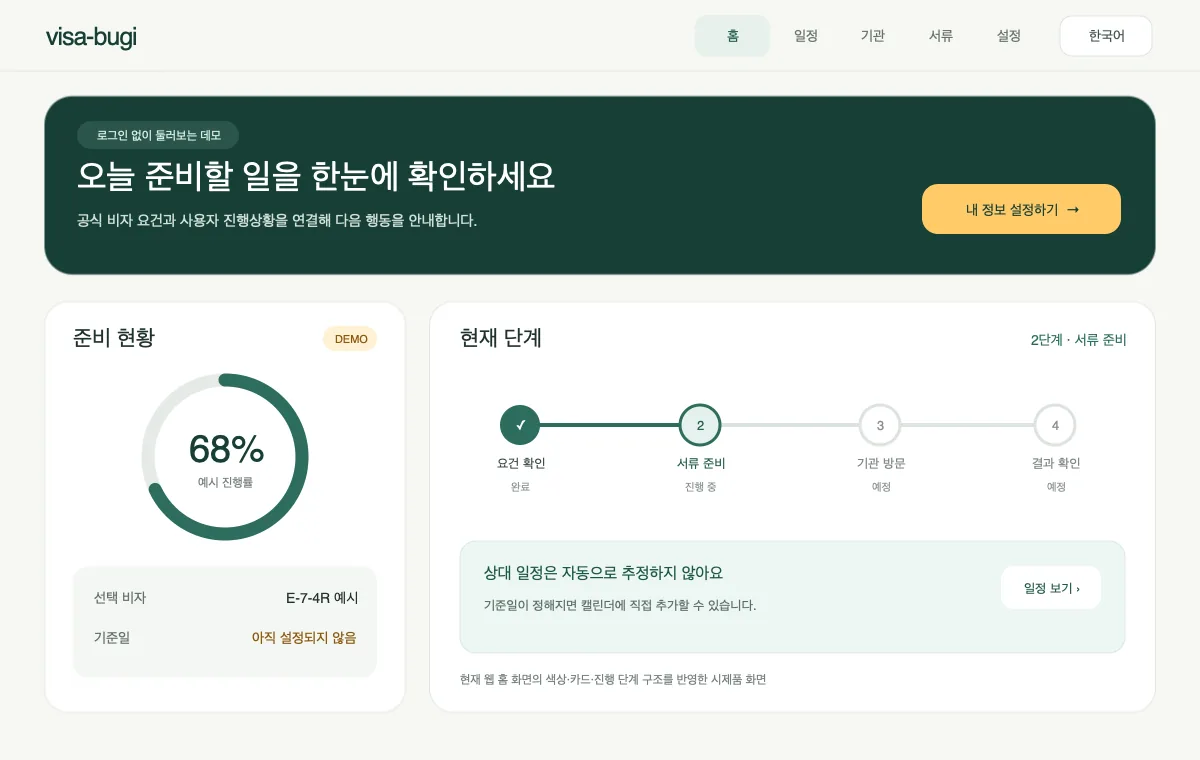 visa-bugi
홈
일정
기관
서류
설정
한국어
로그인 없이 둘러보는 데모
오늘 준비할 일을 한눈에 확인하세요
공식 비자 요건과 사용자 진행상황을 연결해 다음 행동을 안내합니다.
내 정보 설정하기 →
준비 현황
DEMO
68%
예시 진행률
선택 비자
E-7-4R 예시
기준일
아직 설정되지 않음
현재 단계
2단계 · 서류 준비
✓
2
3
4
요건 확인
서류 준비
기관 방문
결과 확인
완료
진행 중
예정
예정
상대 일정은 자동으로 추정하지 않아요
기준일이 정해지면 캘린더에 직접 추가할 수 있습니다.
일정 보기 ›
현재 웹 홈 화면의 색상·카드·진행 단계 구조를 반영한 시제품 화면